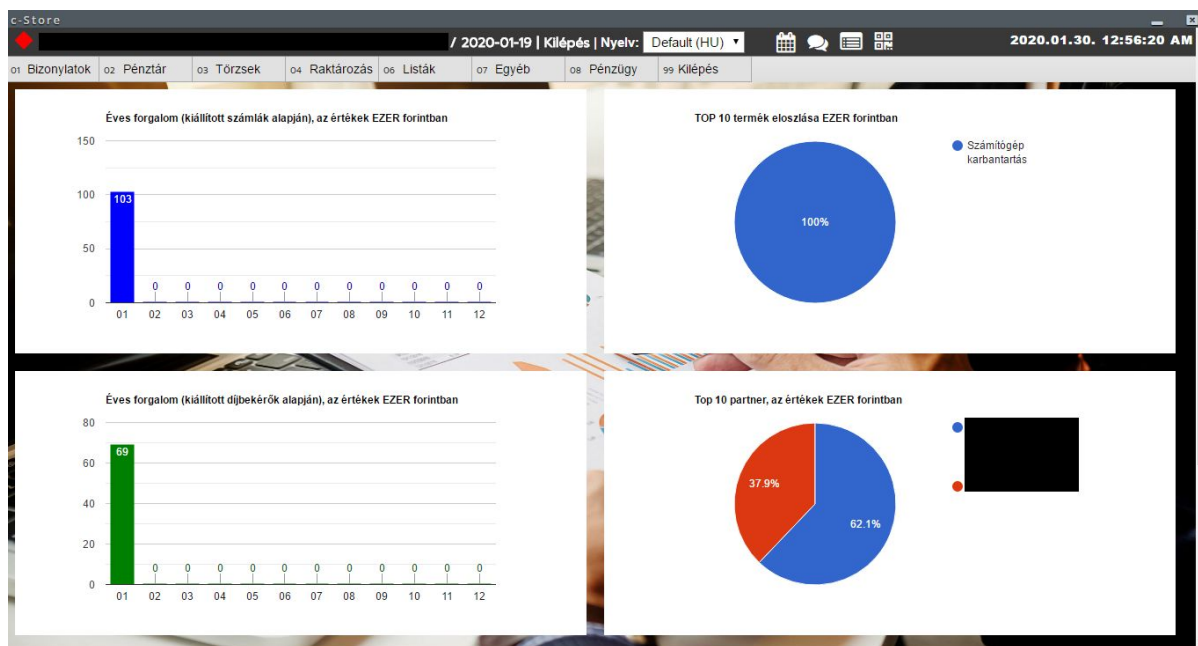 c-Store
/ 2020-01-19 | Kilépés | Nyelv: Default (HU) 2020.01.30. 12:56:20 AM
01 Bizonylatok 02 Pénztár 03 Törzsek 04 Raktározás 06 Listák 07 Egyéb 08 Pénzügy 99 Kilépés
Éves forgalom (kiállított számlák alapján), az értékek EZER forintban
150
100
50
0
103
0 0 0 0 0 0 0 0 0 0 0
01 02 03 04 05 06 07 08 09 10 11 12
TOP 10 termék eloszlása EZER forintban
100%
Számítógép
karbantartás
Éves forgalom (kiállított díjbekérők alapján), az értékek EZER forintban
80
60
40
20
0
69
0 0 0 0 0 0 0 0 0 0 0
01 02 03 04 05 06 07 08 09 10 11 12
Top 10 partner, az értékek EZER forintban
37.9%
62.1%